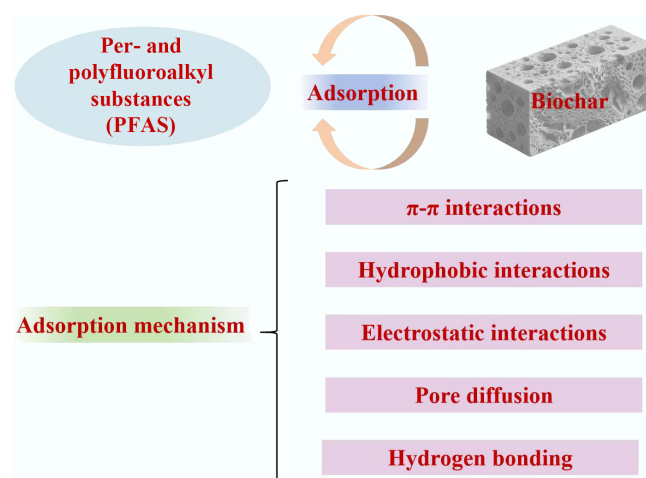 Per- and
polyfluoroalkyl
substances
(PFAS)
Adsorption
Biochar
π-π interactions
Hydrophobic interactions
Adsorption mechanism
Electrostatic interactions
Pore diffusion
Hydrogen bonding